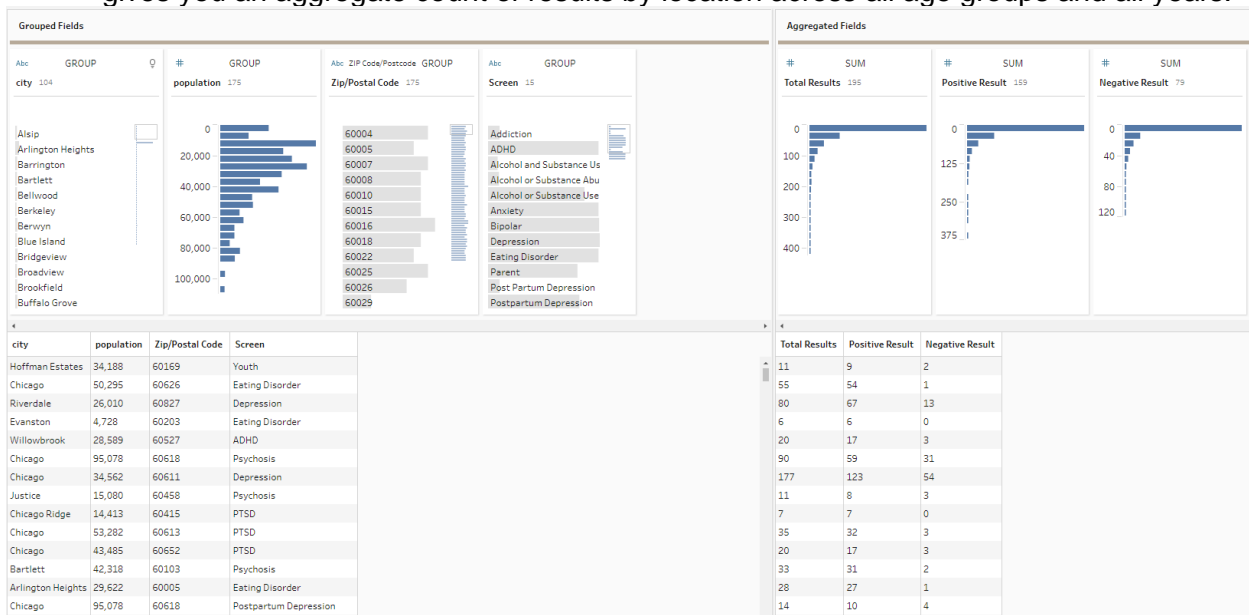 gives you an aggregate count of results by location across all age groups and all years.
Grouped Fields
Aggregated Fields
Abc GROUP
city 104
Alsip
Arlington Heights
Barrington
Bartlett
Bellwood
Berkeley
Berwyn
Blue Island
Bridgeview
Broadview
Brookfield
Buffalo Grove
# GROUP
population 175
0
20,000
40,000
60,000
80,000
100,000
Abc ZIP Code/Postcode GROUP
Zip/Postal Code 175
60004
60005
60007
60008
60010
60015
60016
60018
60022
60025
60026
60029
Abc GROUP
Screen 15
Addiction
ADHD
Alcohol and Substance Us
Alcohol or Substance Abu
Alcohol or Substance Use
Anxiety
Bipolar
Depression
Eating Disorder
Parent
Post Partum Depression
Postpartum Depression
# SUM
Total Results 195
0
100
200
300
400
# SUM
Positive Result 159
0
125
250
375
# SUM
Negative Result 79
0
40
80
120
city population Zip/Postal Code Screen Total Results Positive Result Negative Result
Hoffman Estates 34,188 60169 Youth 11 9 2
Chicago 50,295 60626 Eating Disorder 55 54 1
Riverdale 26,010 60827 Depression 80 67 13
Evanston 4,728 60203 Eating Disorder 6 6 0
Willowbrook 28,589 60527 ADHD 20 17 3
Chicago 95,078 60618 Psychosis 90 59 31
Chicago 34,562 60611 Depression 177 123 54
Justice 15,080 60458 Psychosis 11 8 3
Chicago Ridge 14,413 60415 PTSD 7 7 0
Chicago 53,282 60613 PTSD 35 32 3
Chicago 43,485 60652 PTSD 20 17 3
Bartlett 42,318 60103 Psychosis 33 31 2
Arlington Heights 29,622 60005 Eating Disorder 28 27 1
Chicago 95,078 60618 Postpartum Depression 14 10 4